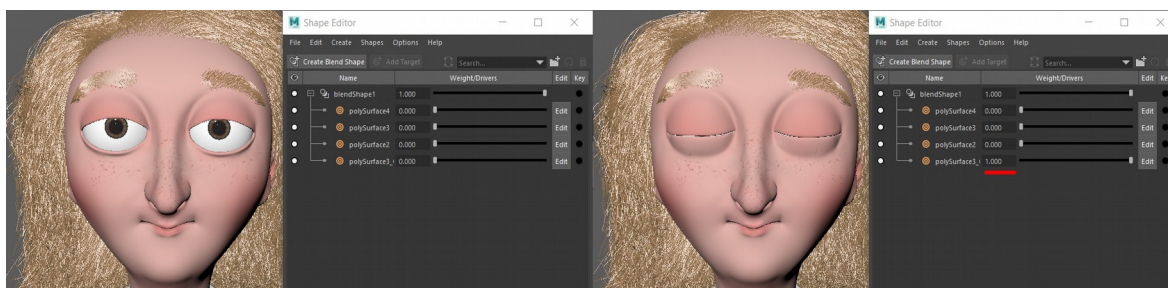 Shape Editor
File Edit Create Shapes Options Help
Create Blend Shape Add Target Search...
Name Weight/Drivers Edit Key
blendShape1 1.000
polySurface4 0.000 Edit
polySurface3 0.000 Edit
polySurface2 0.000 Edit
polySurface3_ 0.000 Edit
Shape Editor
File Edit Create Shapes Options Help
Create Blend Shape Add Target Search...
Name Weight/Drivers Edit Key
blendShape1 1.000
polySurface4 0.000 Edit
polySurface3 0.000 Edit
polySurface2 0.000 Edit
polySurface3_ 1.000 Edit